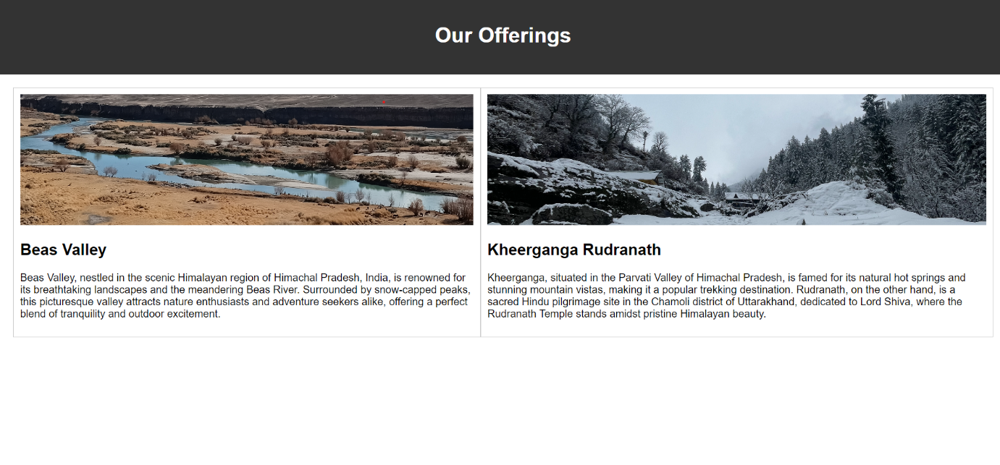 Our Offerings
Beas Valley
Beas Valley, nestled in the scenic Himalayan region of Himachal Pradesh, India, is renowned for
its breathtaking landscapes and the meandering Beas River. Surrounded by snow-capped peaks,
this picturesque valley attracts nature enthusiasts and adventure seekers alike, offering a perfect
blend of tranquility and outdoor excitement.
Kheerganga Rudranath
Kheerganga, situated in the Parvati Valley of Himachal Pradesh, is famed for its natural hot springs and
stunning mountain vistas, making it a popular trekking destination. Rudranath, on the other hand, is a
sacred Hindu pilgrimage site in the Chamoli district of Uttarakhand, dedicated to Lord Shiva, where the
Rudranath Temple stands amidst pristine Himalayan beauty.